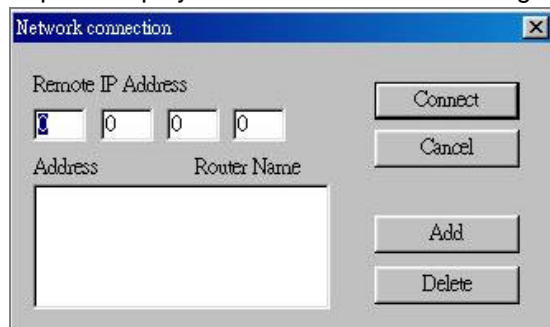 Network connection
Remote IP Address
0 0 0 0
Address Router Name
Connect
Cancel
Add
Delete